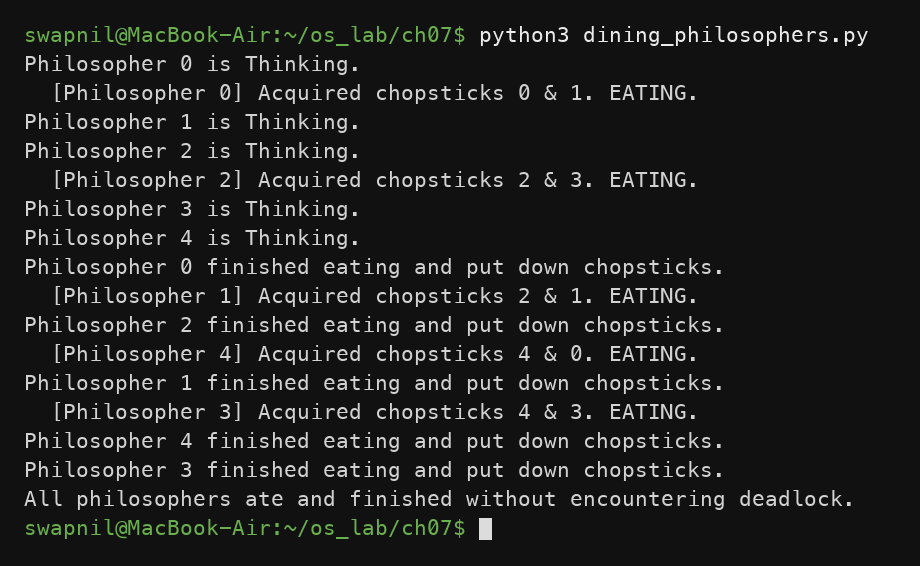 swapnil@MacBook-Air:~/os_lab/ch07$ python3 dining_philosophers.py
Philosopher 0 is Thinking.
  [Philosopher 0] Acquired chopsticks 0 & 1. EATING.
Philosopher 1 is Thinking.
Philosopher 2 is Thinking.
  [Philosopher 2] Acquired chopsticks 2 & 3. EATING.
Philosopher 3 is Thinking.
Philosopher 4 is Thinking.
Philosopher 0 finished eating and put down chopsticks.
  [Philosopher 1] Acquired chopsticks 2 & 1. EATING.
Philosopher 2 finished eating and put down chopsticks.
  [Philosopher 4] Acquired chopsticks 4 & 0. EATING.
Philosopher 1 finished eating and put down chopsticks.
  [Philosopher 3] Acquired chopsticks 4 & 3. EATING.
Philosopher 4 finished eating and put down chopsticks.
Philosopher 3 finished eating and put down chopsticks.
All philosophers ate and finished without encountering deadlock.
swapnil@MacBook-Air:~/os_lab/ch07$